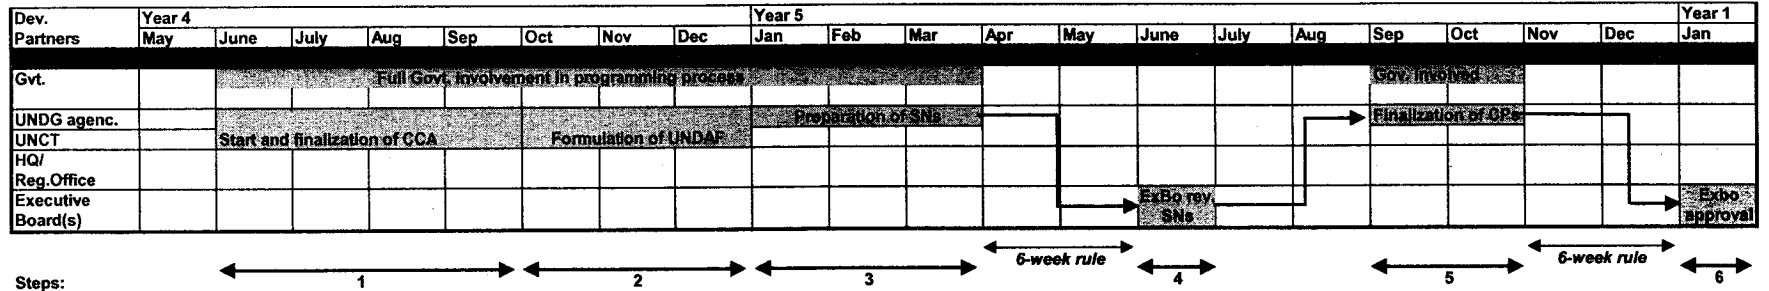 Dev. Year 4 Year 5 Year 1
Partners May June July Aug Sep Oct Nov Dec Jan Feb Mar Apr May June July Aug Sep Oct Nov Dec Jan
Gvt. Full Govt. involvement in programming process Gov. involved
UNDG agenc. Preparation of SNs Finalization of CPs
UNCT Start and finalization of CCA Formulation of UNDAF
HQ/
Reg.Office
Executive ExBo rev. Exbo
Board(s) SNs approval
6-week rule 6-week rule
Steps: 1 2 3 4 5 6